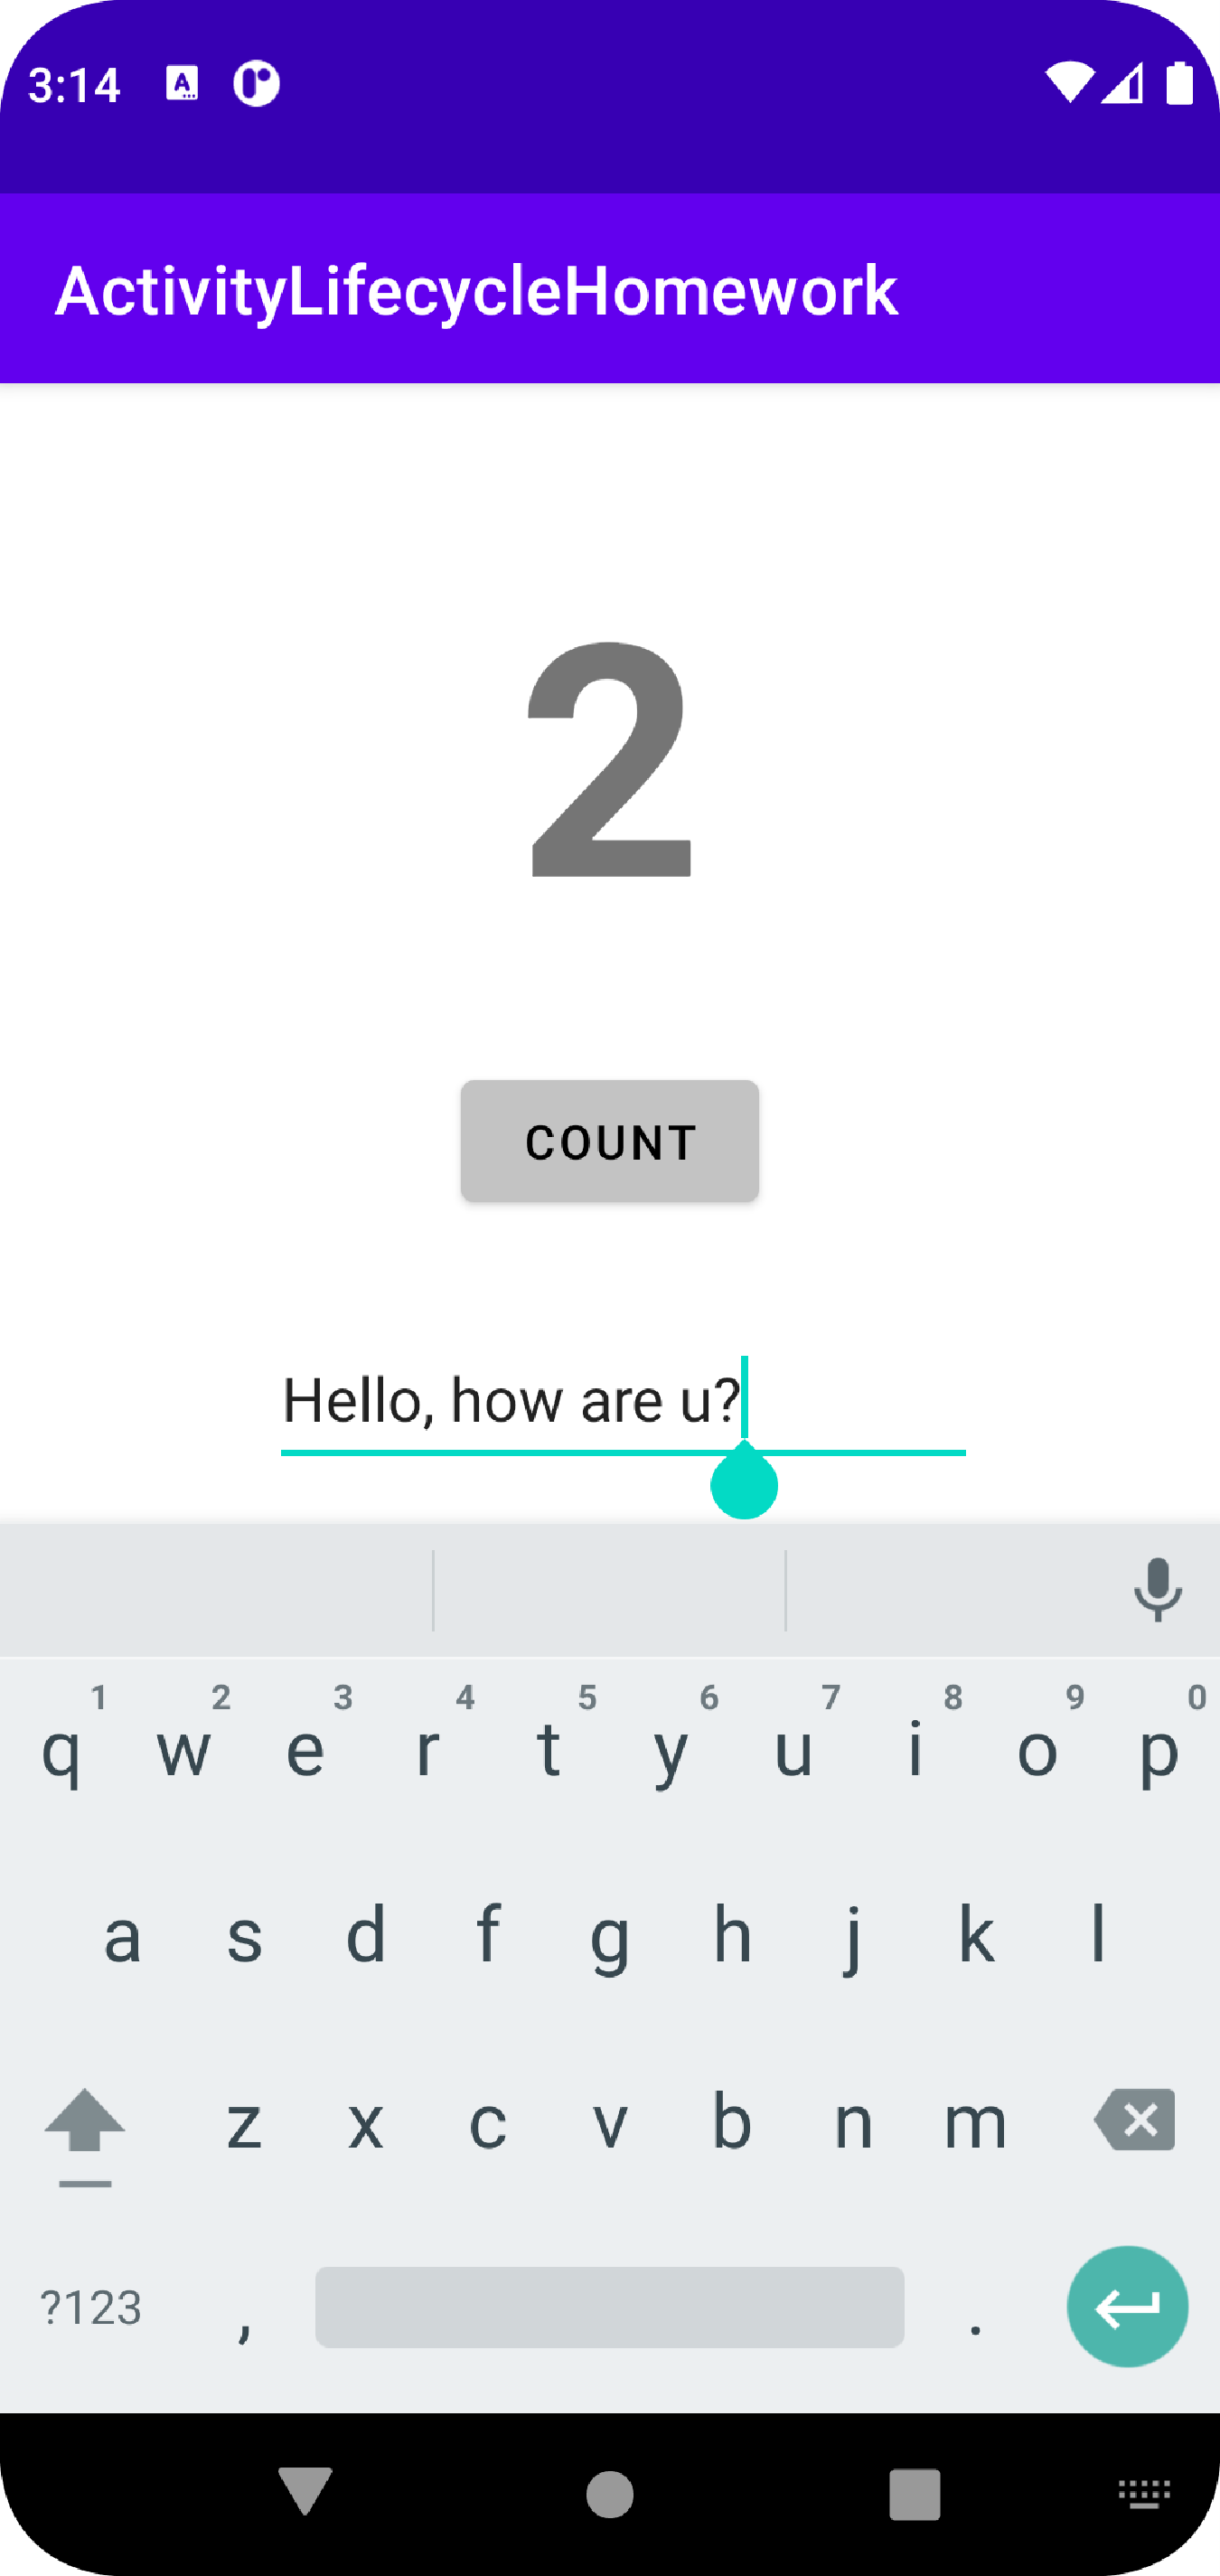 3:14
ActivityLifecycleHomework
2
COUNT
Hello, how are u?
1 2 3 4 5 6 7 8 9 0
q w e r t y u i o p
a s d f g h j k l
z x c v b n m
?123 , .